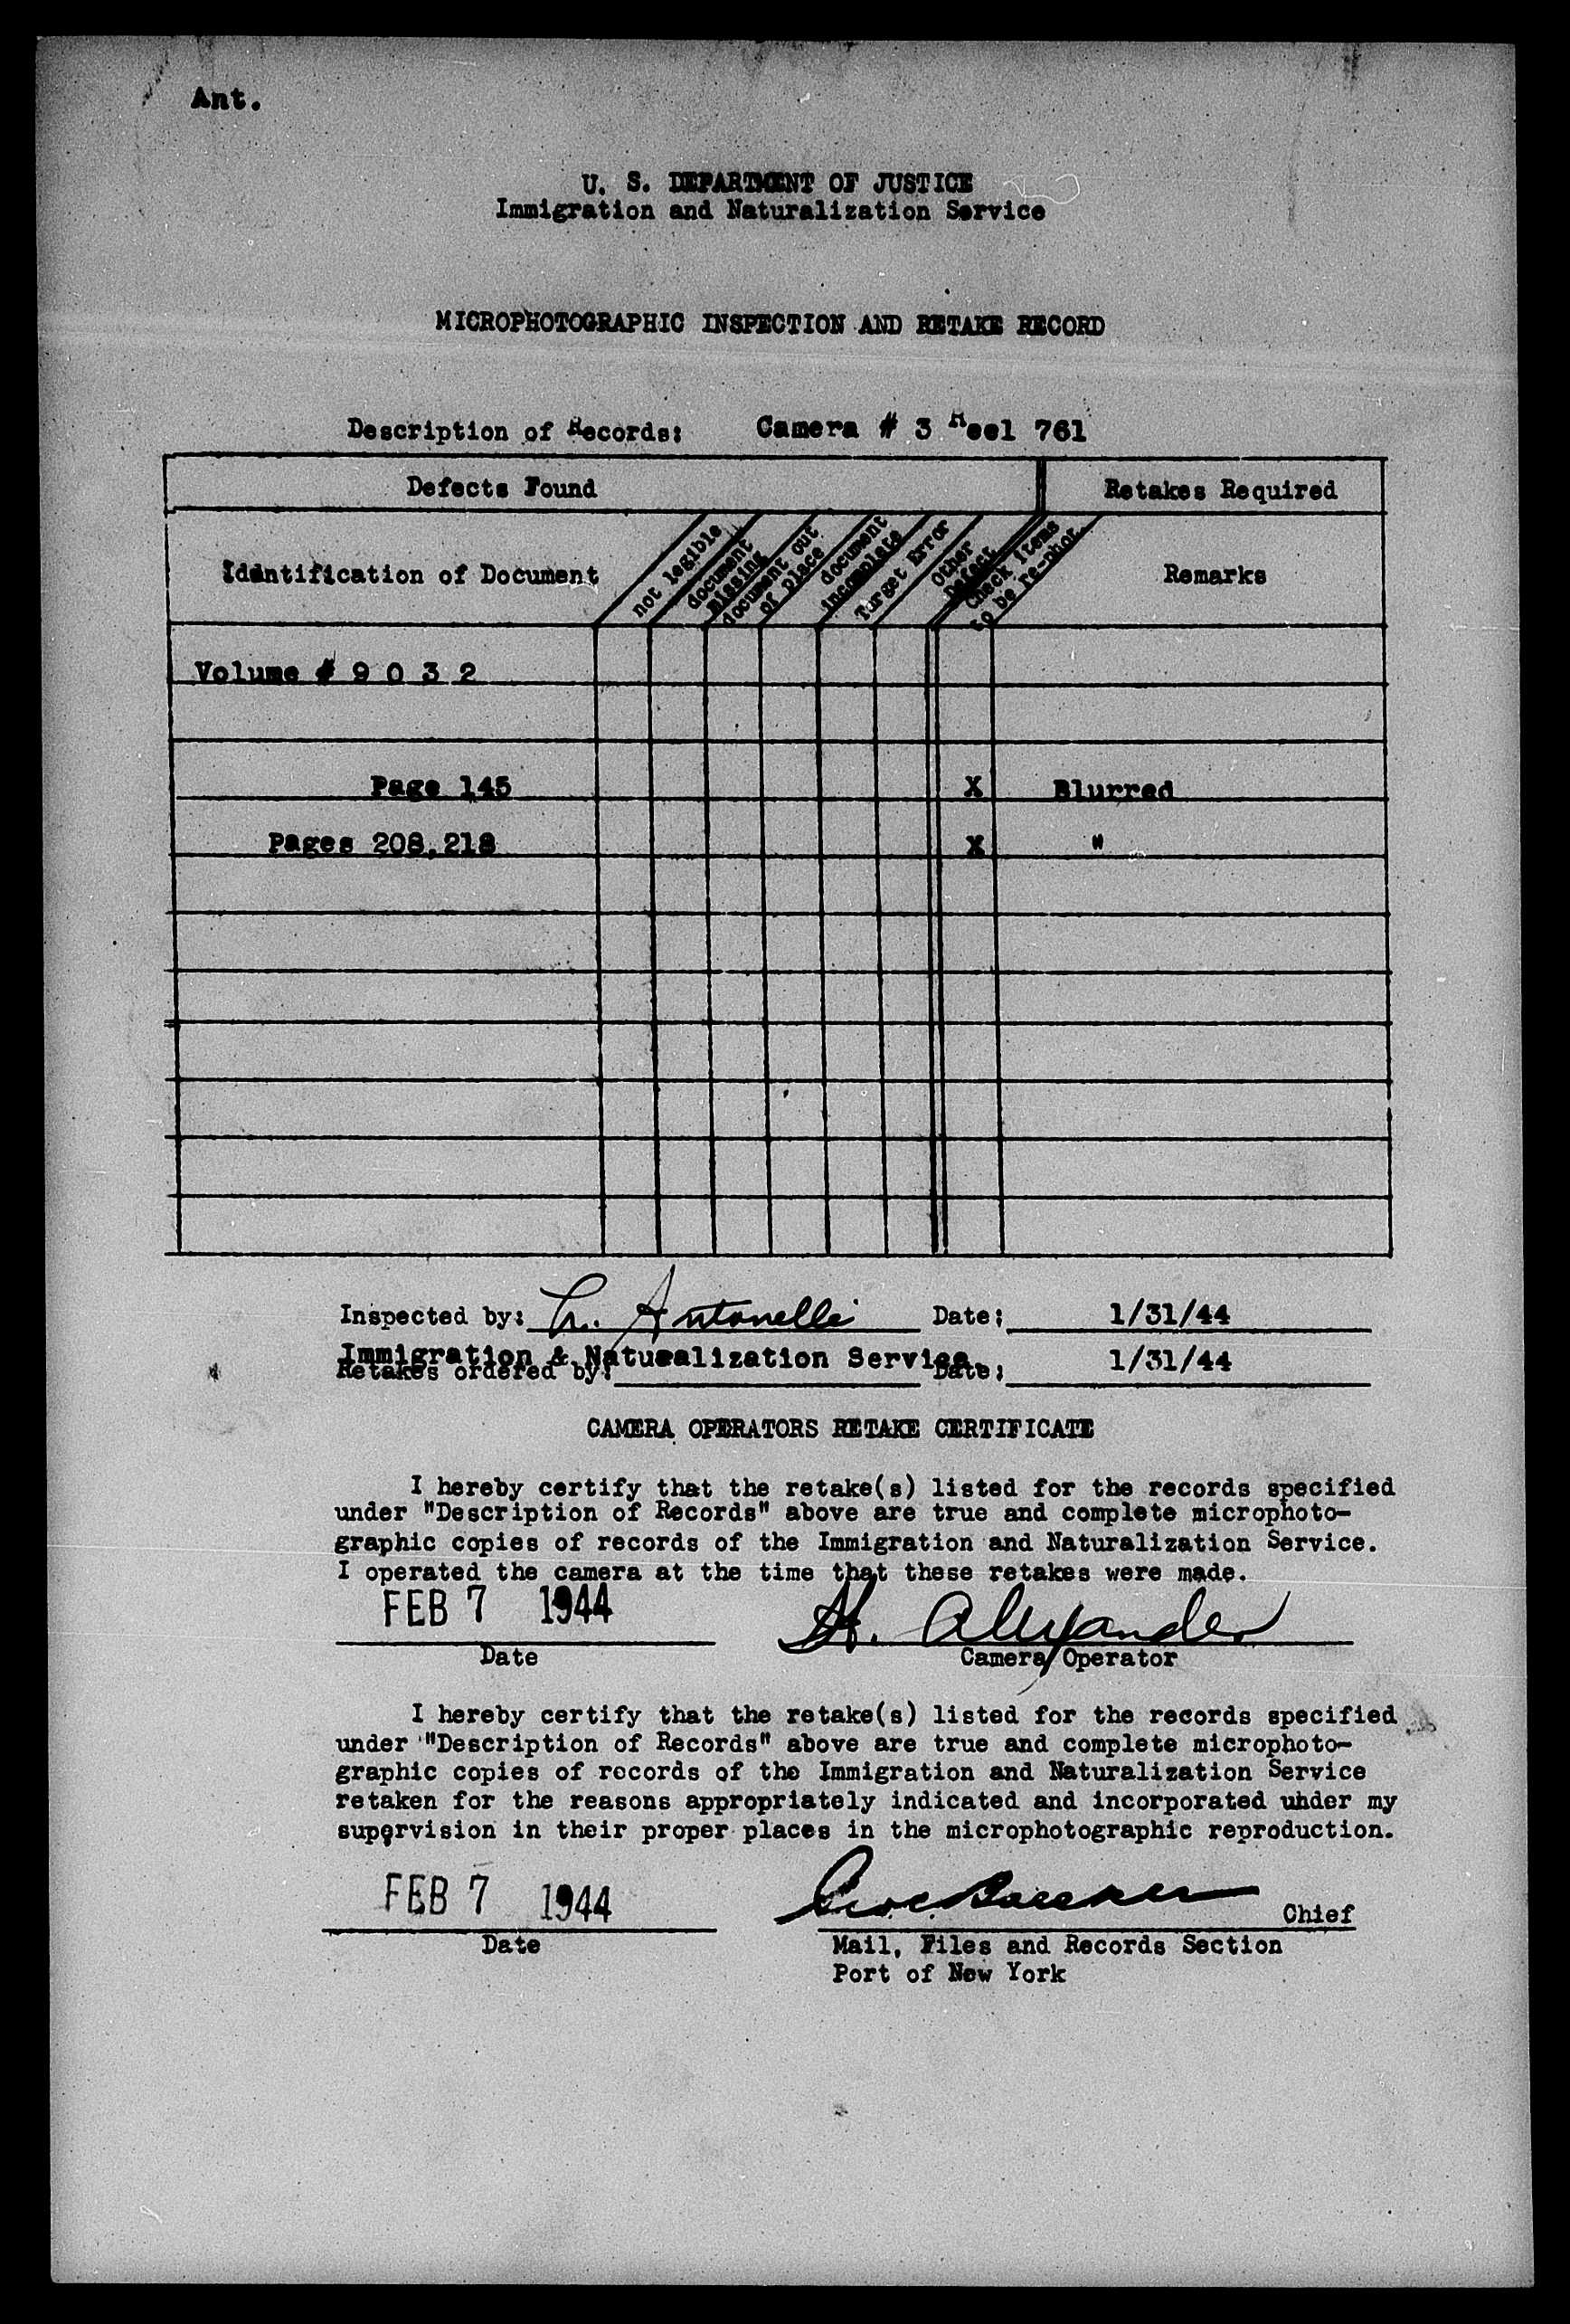 Ant.
U. S. DEPARTMENT OF JUSTICE
Immigration and Naturalization Service
MICROPHOTOGRAPHIC INSPECTION AND RETAKE RECORD
Description of Records: Camera # 3 Reel 761
Defects Found Retakes Required
Identification of Document
not legible
document
missing
document out
of place
document
incomplete
Target Error
Other
Defect
Check items
to be re-phot.
Remarks
Volume # 9 0 3 2
Page 145 X Blurred
Pages 208,218 X "
Inspected by: Antonelli Date: 1/31/44
Immigration & Naturalization Service. 1/31/44
Retakes ordered by: Date:
CAMERA OPERATORS RETAKE CERTIFICATE
I hereby certify that the retake(s) listed for the records specified
under "Description of Records" above are true and complete microphoto-
graphic copies of records of the Immigration and Naturalization Service.
I operated the camera at the time that these retakes were made.
FEB 7 1944 H. Alexander
Date Camera Operator
I hereby certify that the retake(s) listed for the records specified
under "Description of Records" above are true and complete microphoto-
graphic copies of records of the Immigration and Naturalization Service
retaken for the reasons appropriately indicated and incorporated under my
supervision in their proper places in the microphotographic reproduction.
FEB 7 1944 Chief
Date Mail, Files and Records Section
Port of New York